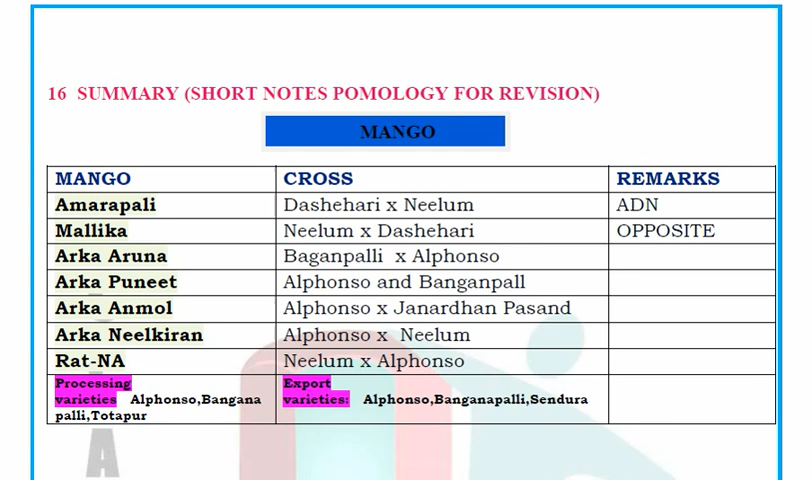 16 SUMMARY (SHORT NOTES POMOLOGY FOR REVISION)
MANGO
MANGO CROSS REMARKS
Amarapali Dashehari x Neelum ADN
Mallika Neelum x Dashehari OPPOSITE
Arka Aruna Baganpalli x Alphonso
Arka Puneet Alphonso and Banganpall
Arka Anmol Alphonso x Janardhan Pasand
Arka Neelkiran Alphonso x Neelum
Rat-NA Neelum x Alphonso
Processing
varieties Alphonso,Bangana
palli,Totapur
Export
varieties: Alphonso,Banganapalli,Sendura
A